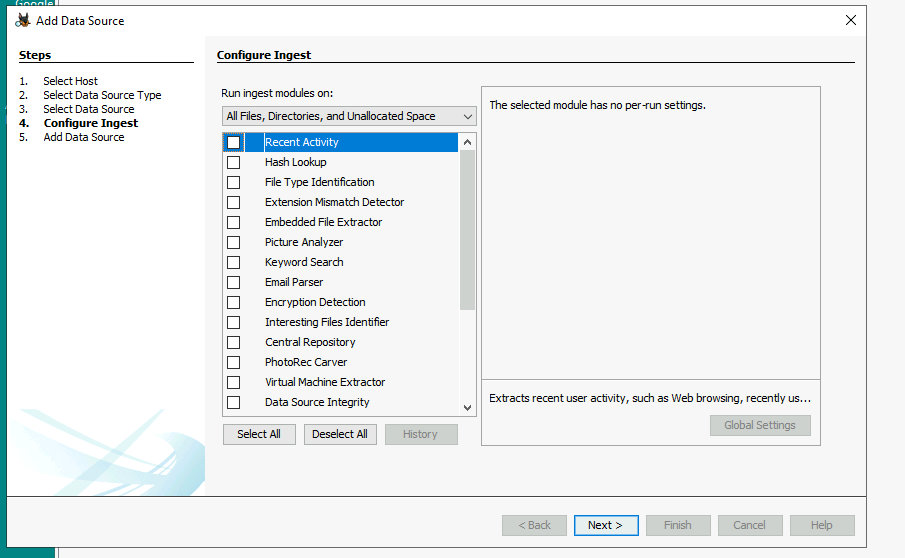 Google
Add Data Source
Steps
1. Select Host
2. Select Data Source Type
3. Select Data Source
4. Configure Ingest
5. Add Data Source
Configure Ingest
Run ingest modules on:
All Files, Directories, and Unallocated Space
Recent Activity
Hash Lookup
File Type Identification
Extension Mismatch Detector
Embedded File Extractor
Picture Analyzer
Keyword Search
Email Parser
Encryption Detection
Interesting Files Identifier
Central Repository
PhotoRec Carver
Virtual Machine Extractor
Data Source Integrity
Select All
Deselect All
History
The selected module has no per-run settings.
Extracts recent user activity, such as Web browsing, recently us...
Global Settings
< Back
Next >
Finish
Cancel
Help